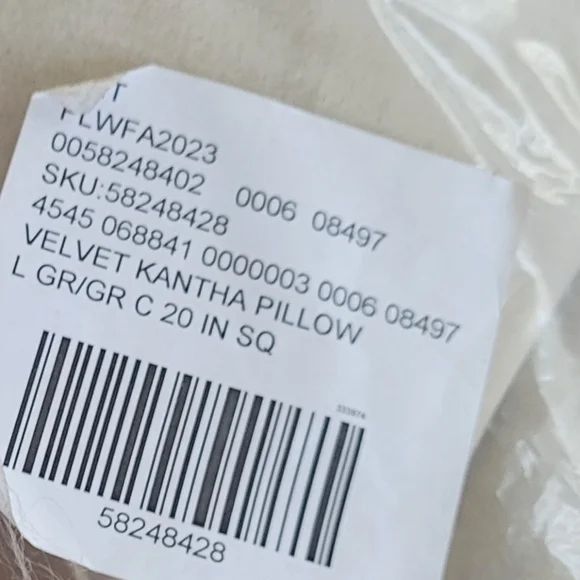 T
FLWFA2023
0058248402 0006 08497
SKU:58248428
4545 068841 0000003 0006 08497
VELVET KANTHA PILLOW
L GR/GR C 20 IN SQ
58248428